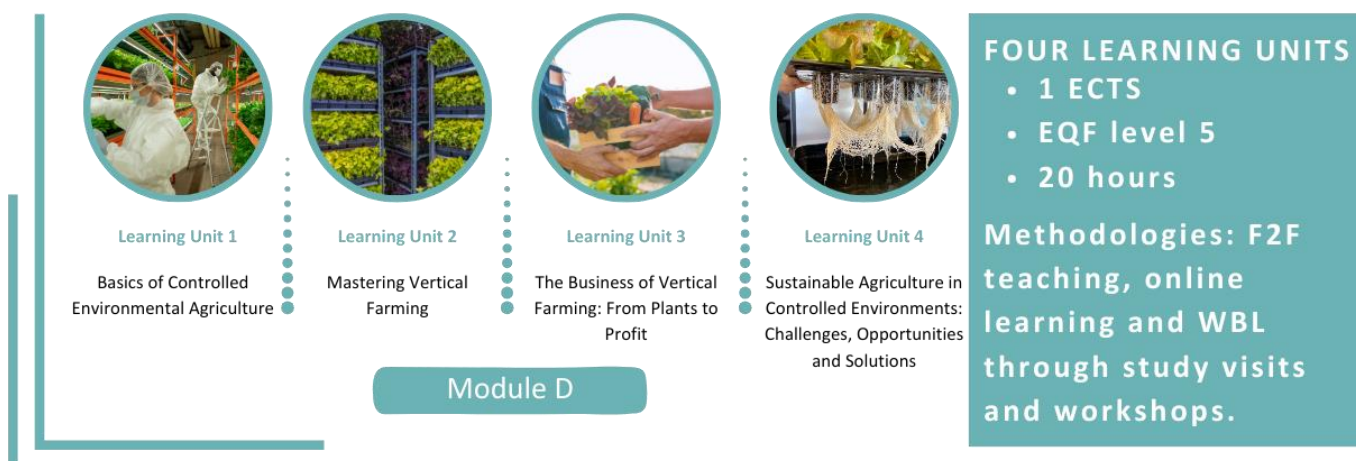 Learning Unit 1
Basics of Controlled
Environmental Agriculture
Learning Unit 2
Mastering Vertical
Farming
Learning Unit 3
The Business of Vertical
Farming: From Plants to
Profit
Learning Unit 4
Sustainable Agriculture in
Controlled Environments:
Challenges, Opportunities
and Solutions
Module D
FOUR LEARNING UNITS
• 1 ECTS
• EQF level 5
• 20 hours
Methodologies: F2F
teaching, online
learning and WBL
through study visits
and workshops.